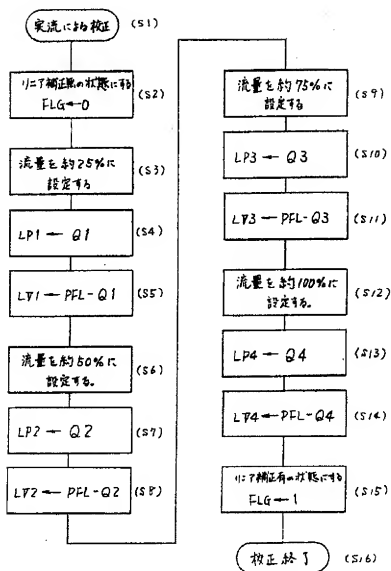 実流による校正 (S1)
リニア補正無の状態にする
FLG←0 (S2)
流量を約25%に
設定する (S3)
LP1 ← Q1 (S4)
L∇1 ← PFL-Q1 (S5)
流量を約50%に
設定する。 (S6)
LP2 ← Q2 (S7)
L∇2 ← PFL-Q2 (S8)
流量を約75%に
設定する (S9)
LP3 ← Q3 (S10)
L∇3 ← PFL-Q3 (S11)
流量を約100%に
設定する。 (S12)
LP4 ← Q4 (S13)
L∇4 ← PFL-Q4 (S14)
リニア補正有の状態にする
FLG ← 1 (S15)
校正終了 (S16)